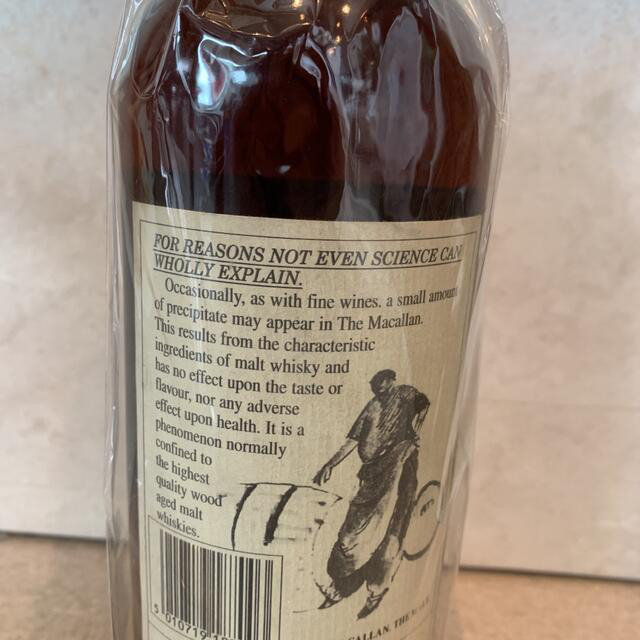 FOR REASONS NOT EVEN SCIENCE CAN
WHOLLY EXPLAIN.
Occasionally, as with fine wines. a small amount
of precipitate may appear in The Macallan.
This results from the characteristic
ingredients of malt whisky and
has no effect upon the taste or
flavour, nor any adverse
effect upon health. It is a
phenomenon normally
confined to
the highest
quality wood
aged malt
whiskies.
5 010719